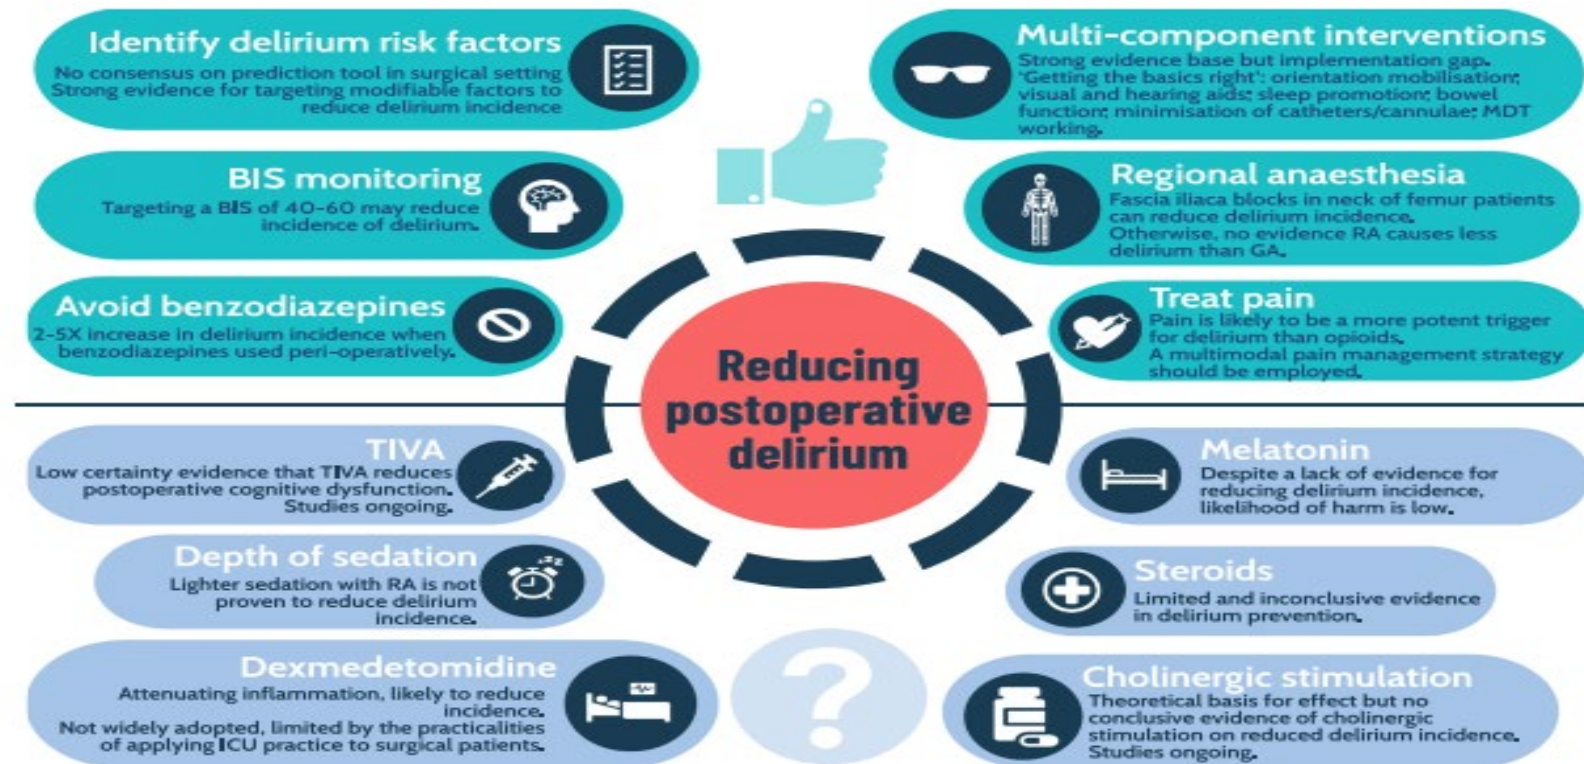 Identify delirium risk factors
No consensus on prediction tool in surgical setting
Strong evidence for targeting modifiable factors to
reduce delirium incidence
BIS monitoring
Targeting a BIS of 40-60 may reduce
incidence of delirium.
Avoid benzodiazepines
2-5X increase in delirium incidence when
benzodiazepines used peri-operatively.
Multi-component interventions
Strong evidence base but implementation gap.
'Getting the basics right': orientation mobilisation;
visual and hearing aids; sleep promotion; bowel
function; minimisation of catheters/cannulae; MDT
working.
Regional anaesthesia
Fascia iliaca blocks in neck of femur patients
can reduce delirium incidence.
Otherwise, no evidence RA causes less
delirium than GA.
Treat pain
Pain is likely to be a more potent trigger
for delirium than opioids.
A multimodal pain management strategy
should be employed.
Reducing
postoperative
delirium
TIVA
Low certainty evidence that TIVA reduces
postoperative cognitive dysfunction.
Studies ongoing.
Depth of sedation
Lighter sedation with RA is not
proven to reduce delirium
incidence.
Dexmedetomidine
Attenuating inflammation, likely to reduce
incidence.
Not widely adopted, limited by the practicalities
of applying ICU practice to surgical patients.
Melatonin
Despite a lack of evidence for
reducing delirium incidence,
likelihood of harm is low.
Steroids
Limited and inconclusive evidence
in delirium prevention.
Cholinergic stimulation
Theoretical basis for effect but no
conclusive evidence of cholinergic
stimulation on reduced delirium incidence.
Studies ongoing.
?